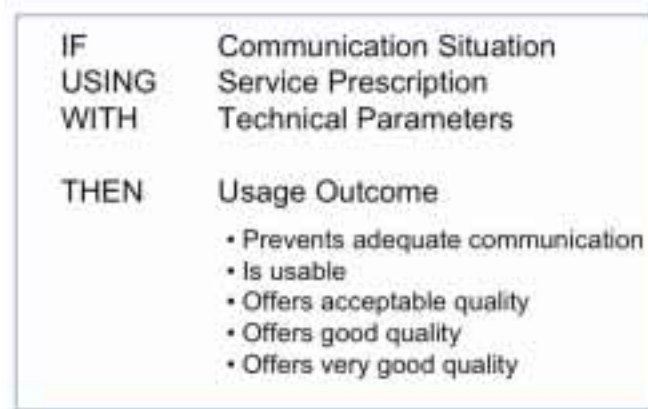 IF Communication Situation
USING Service Prescription
WITH Technical Parameters
THEN Usage Outcome
• Prevents adequate communication
• Is usable
• Offers acceptable quality
• Offers good quality
• Offers very good quality